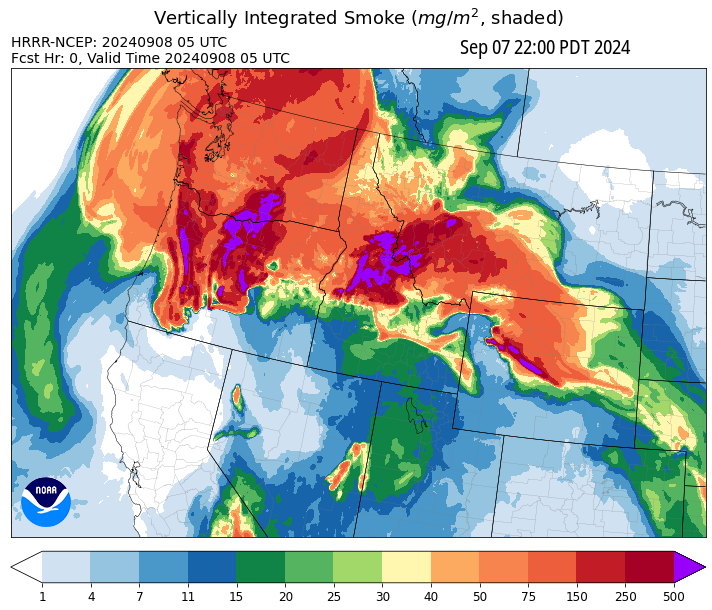 Vertically Integrated Smoke (mg/m², shaded)
HRRR-NCEP: 20240908 05 UTC
Sep 07 22:00 PDT 2024
Fcst Hr: 0, Valid Time 20240908 05 UTC
NOAA
1 4 7 11 15 20 25 30 40 50 75 150 250 500